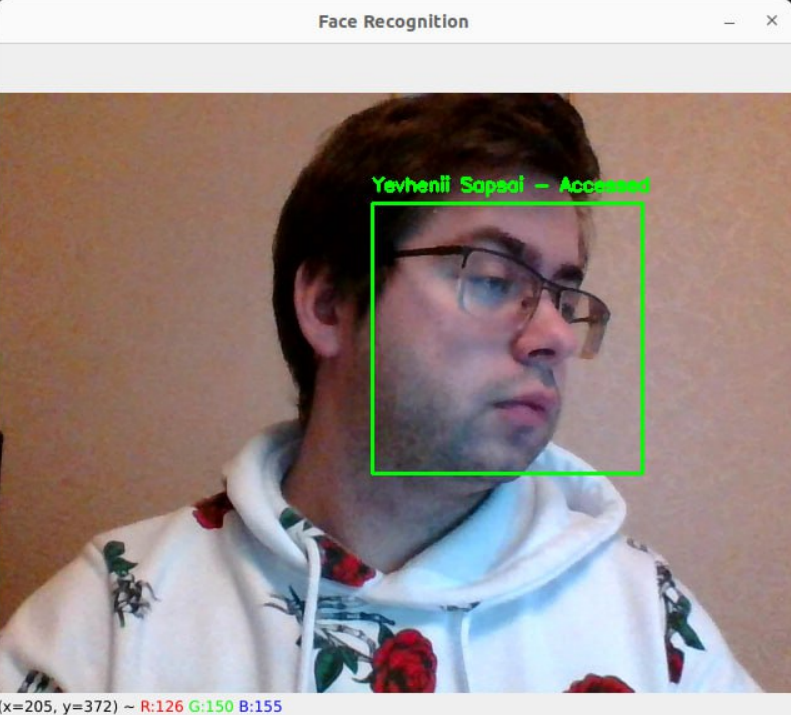 Face Recognition
Yevhenii Sapsai - Accessed
(x=205, y=372) ~ R:126 G:150 B:155